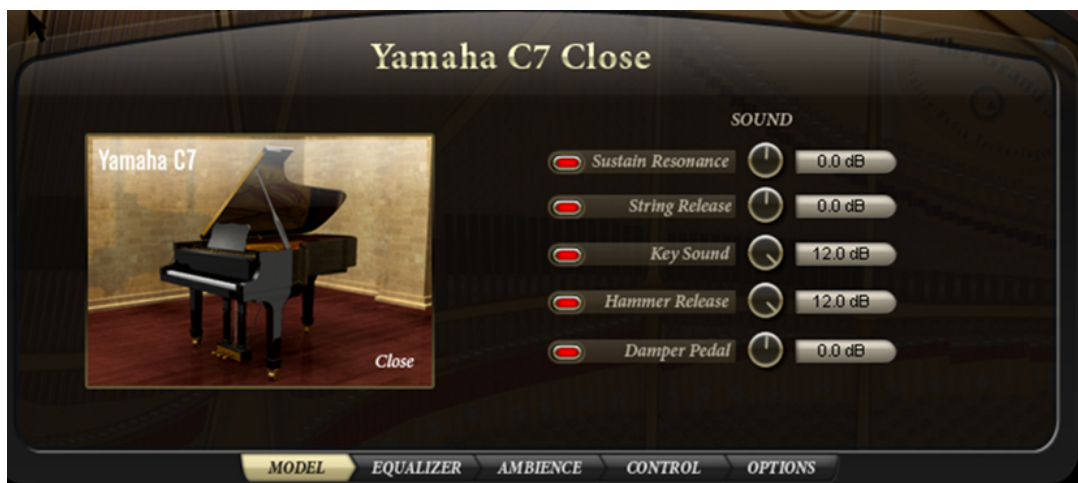 Yamaha C7 Close
Yamaha C7
Close
SOUND
Sustain Resonance 0.0 dB
String Release 0.0 dB
Key Sound 12.0 dB
Hammer Release 12.0 dB
Damper Pedal 0.0 dB
MODEL EQUALIZER AMBIENCE CONTROL OPTIONS